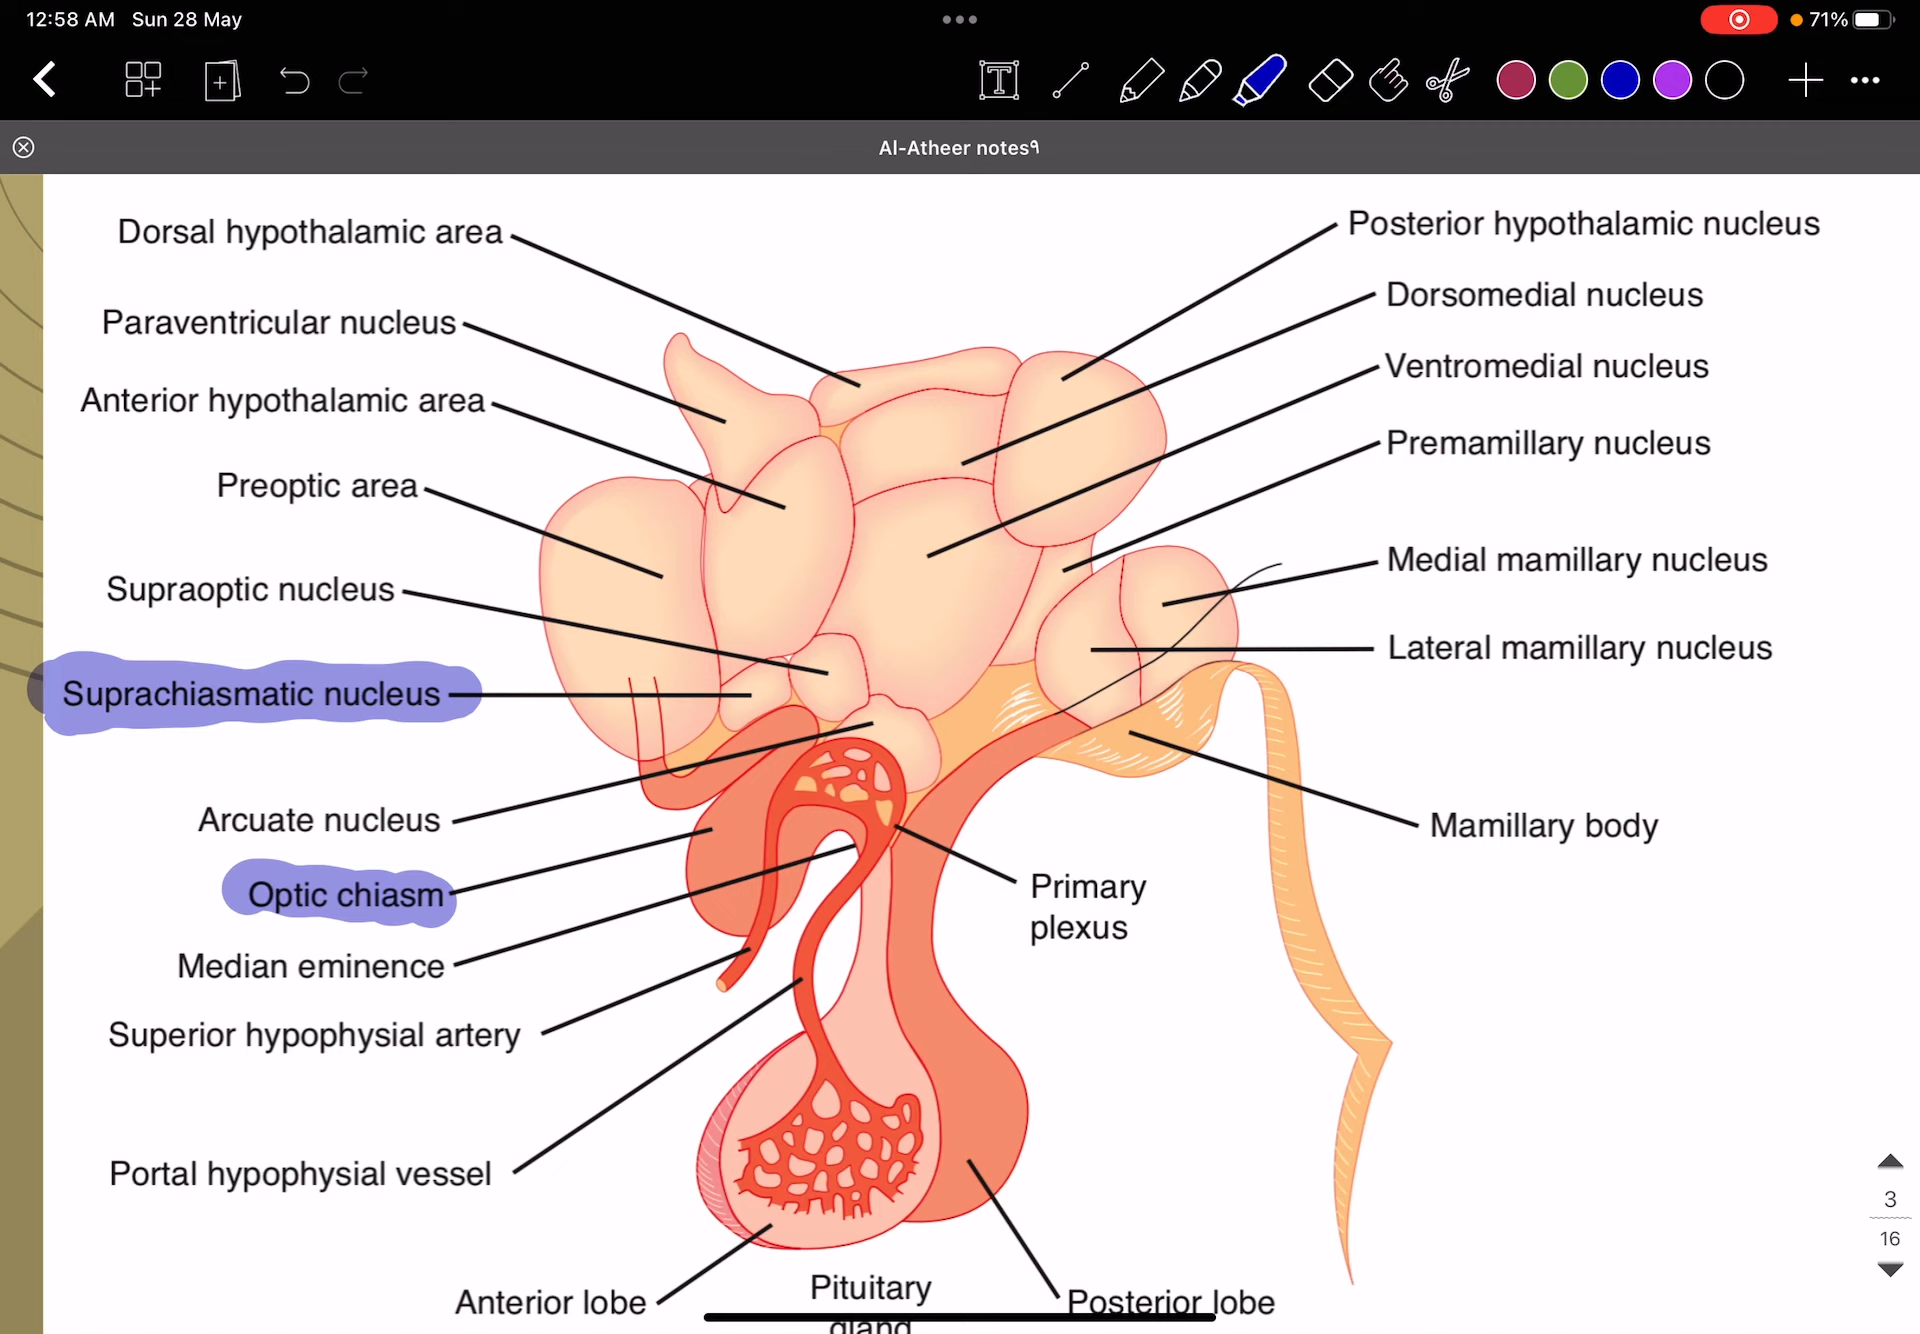 12:58 AM Sun 28 May
71%
Al-Atheer notes٩
Dorsal hypothalamic area
Paraventricular nucleus
Anterior hypothalamic area
Preoptic area
Supraoptic nucleus
Suprachiasmatic nucleus
Arcuate nucleus
Optic chiasm
Median eminence
Superior hypophysial artery
Portal hypophysial vessel
Anterior lobe
Pituitary
gland
Posterior lobe
Primary
plexus
Posterior hypothalamic nucleus
Dorsomedial nucleus
Ventromedial nucleus
Premamillary nucleus
Medial mamillary nucleus
Lateral mamillary nucleus
Mamillary body
3
16